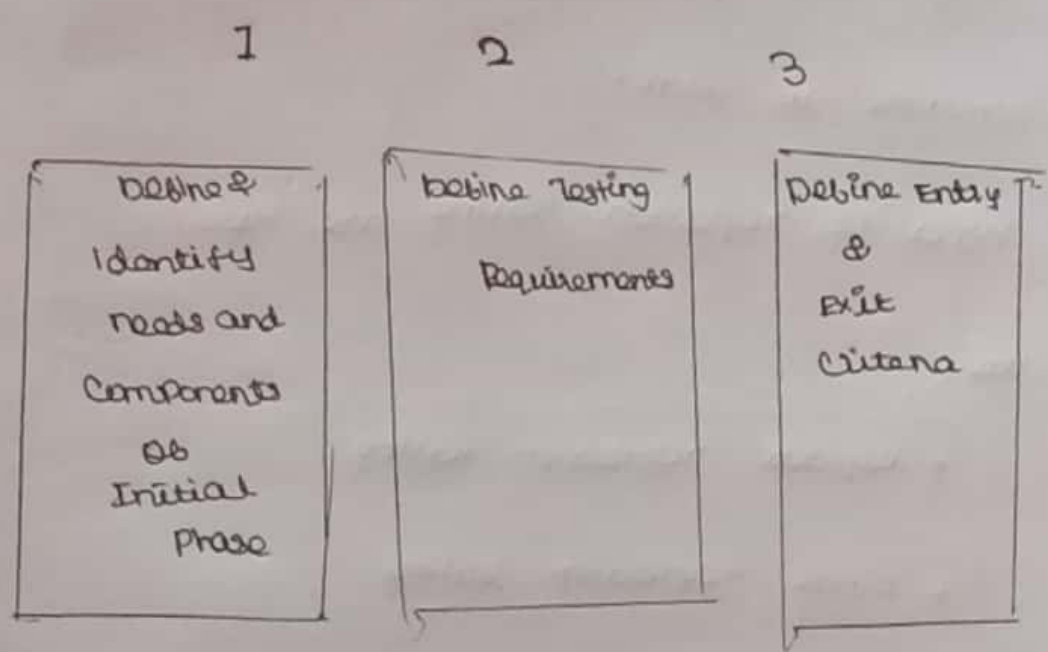 1
2
3
Define &
identify
needs and
Components
of
Initial
Phase
Define Testing
Requirements
Define Entry
&
Exit
Criteria